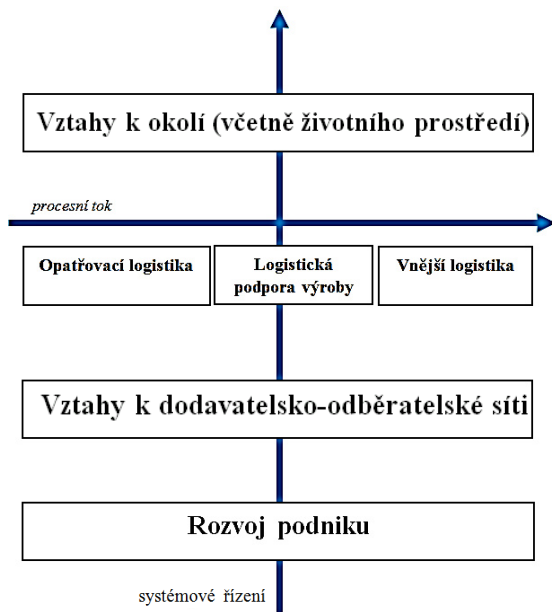 Vztahy k okolí (včetně životního prostředí)
procesní tok
Opatřovací logistika
Logistická
podpora výroby
Vnější logistika
Vztahy k dodavatelsko-odběratelské síti
Rozvoj podniku
systémové řízení